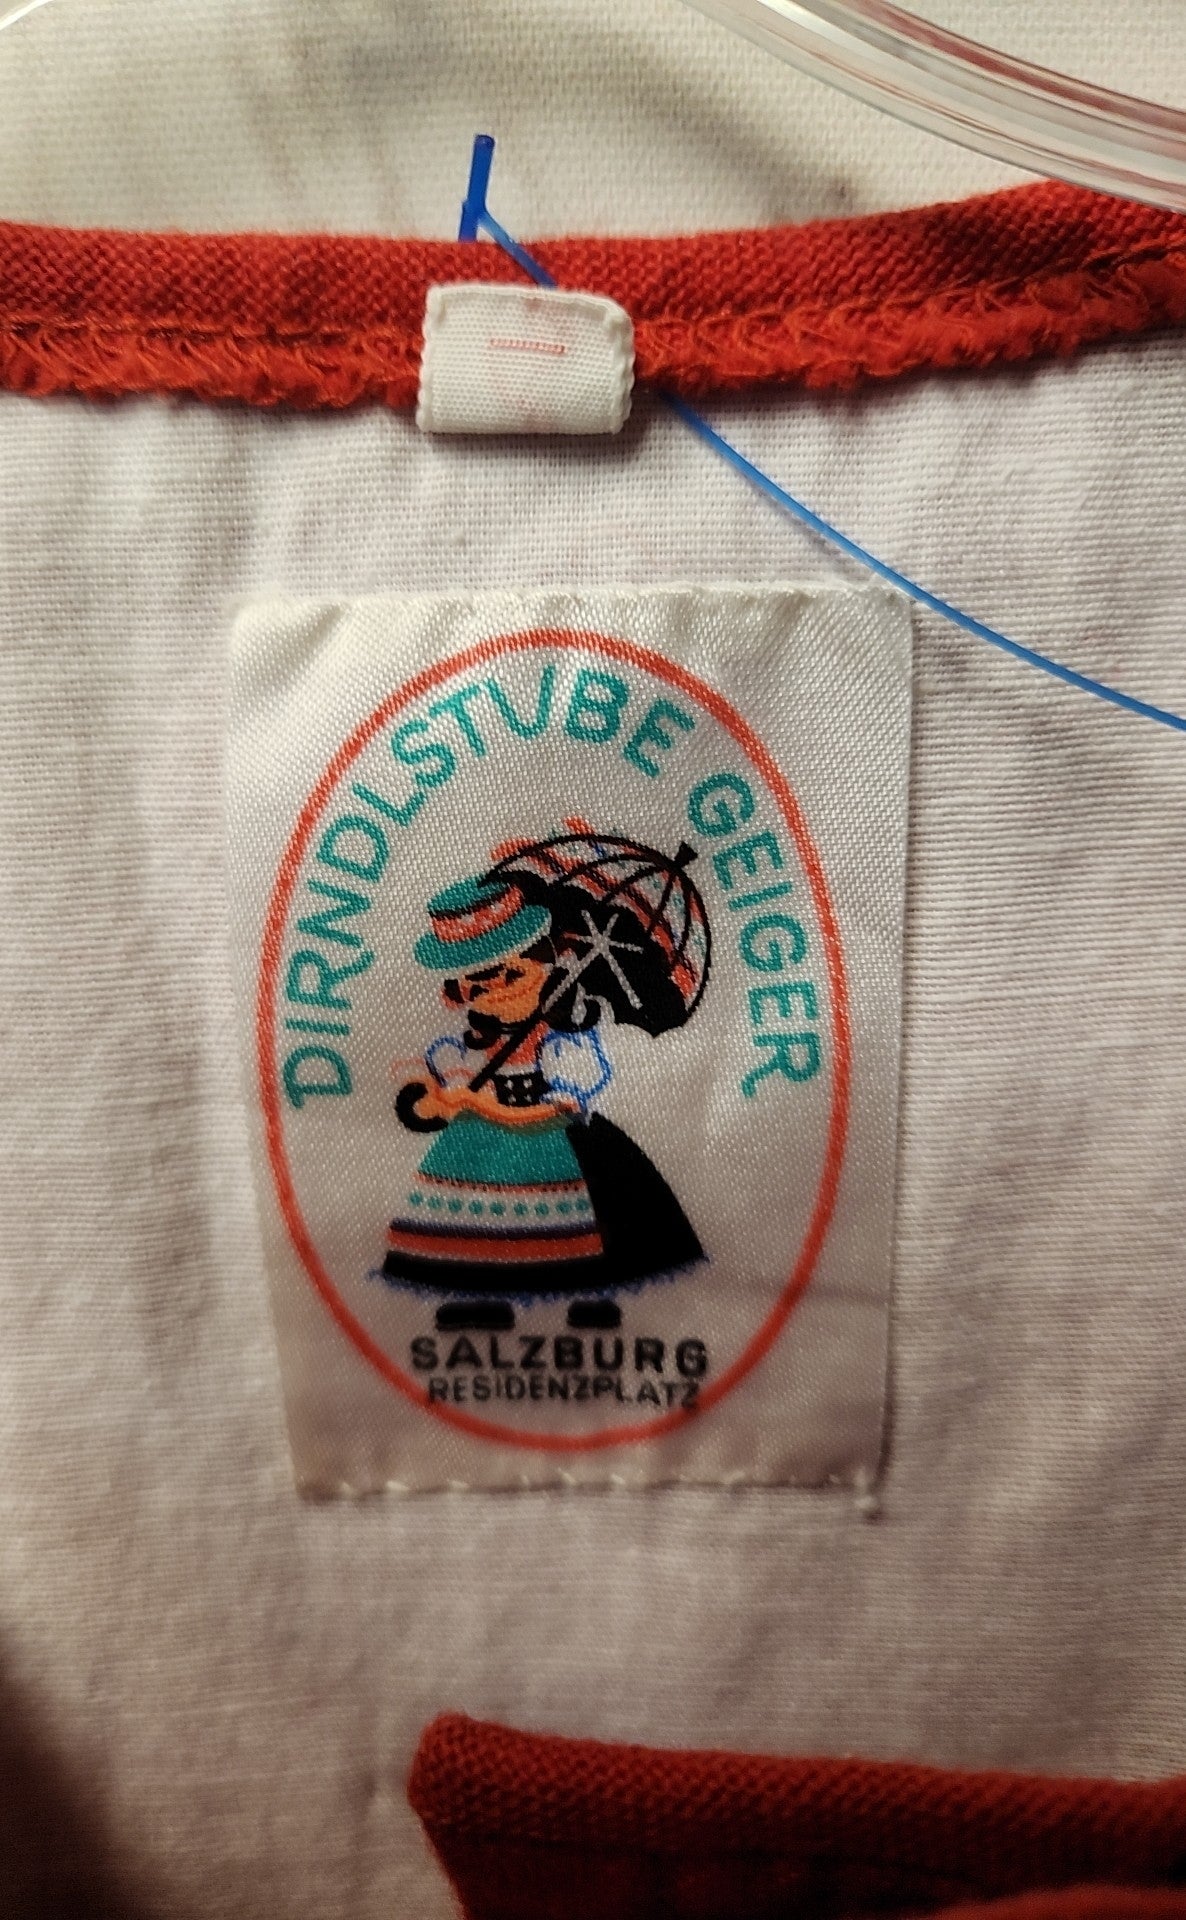 DIRNDLSTUBE GEIGER
SALZBURG
RESIDENZPLATZ